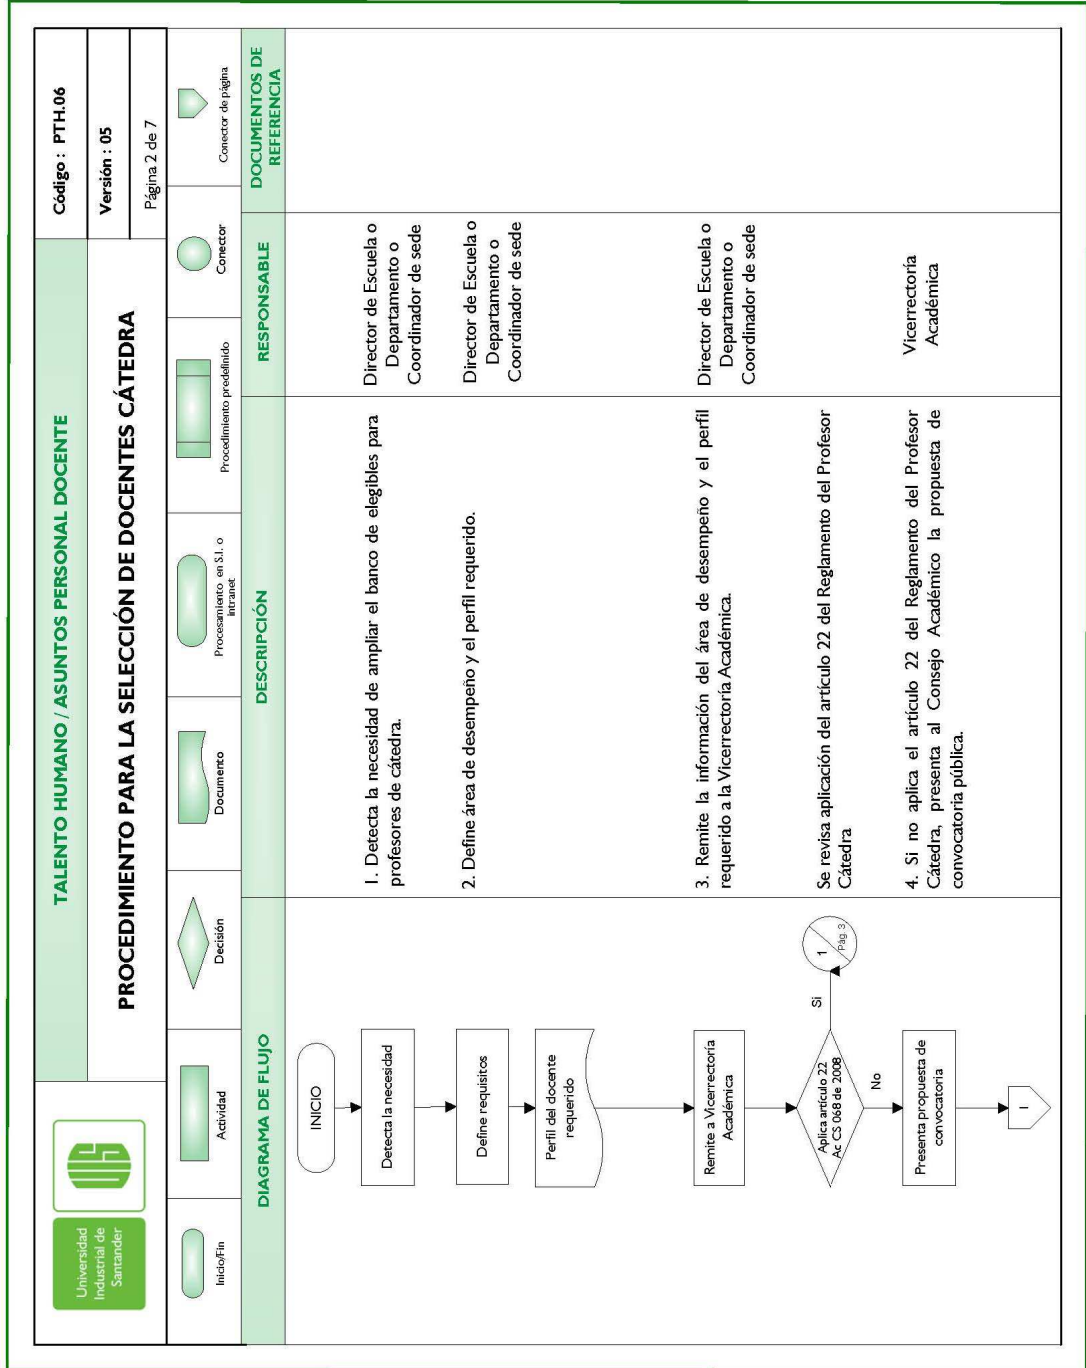 Universidad
Industrial de
Santander
UIS
TALENTO HUMANO / ASUNTOS PERSONAL DOCENTE
Código : PTH.06
PROCEDIMIENTO PARA LA SELECCIÓN DE DOCENTES CÁTEDRA
Versión : 05
Página 2 de 7
Inicio/Fin
Actividad
Decisión
Documento
Procesamiento en S.I. o
intranet
Procedimiento predefinido
Conector
Conector de página
DIAGRAMA DE FLUJO
DESCRIPCIÓN
RESPONSABLE
DOCUMENTOS DE
REFERENCIA
INICIO
Detecta la necesidad
1. Detecta la necesidad de ampliar el banco de elegibles para
profesores de cátedra.
Director de Escuela o
Departamento o
Coordinador de sede
Define requisitos
2. Define área de desempeño y el perfil requerido.
Director de Escuela o
Departamento o
Coordinador de sede
Perfil del docente
requerido
Remite a Vicerrectoría
Académica
3. Remite la información del área de desempeño y el perfil
requerido a la Vicerrectoría Académica.
Director de Escuela o
Departamento o
Coordinador de sede
Aplica artículo 22
Ac CS 068 de 2008
Si
1
Pág. 3
Se revisa aplicación del artículo 22 del Reglamento del Profesor
Cátedra
No
Presenta propuesta de
convocatoria
4. Si no aplica el artículo 22 del Reglamento del Profesor
Cátedra, presenta al Consejo Académico la propuesta de
convocatoria pública.
Vicerrectoría
Académica
1